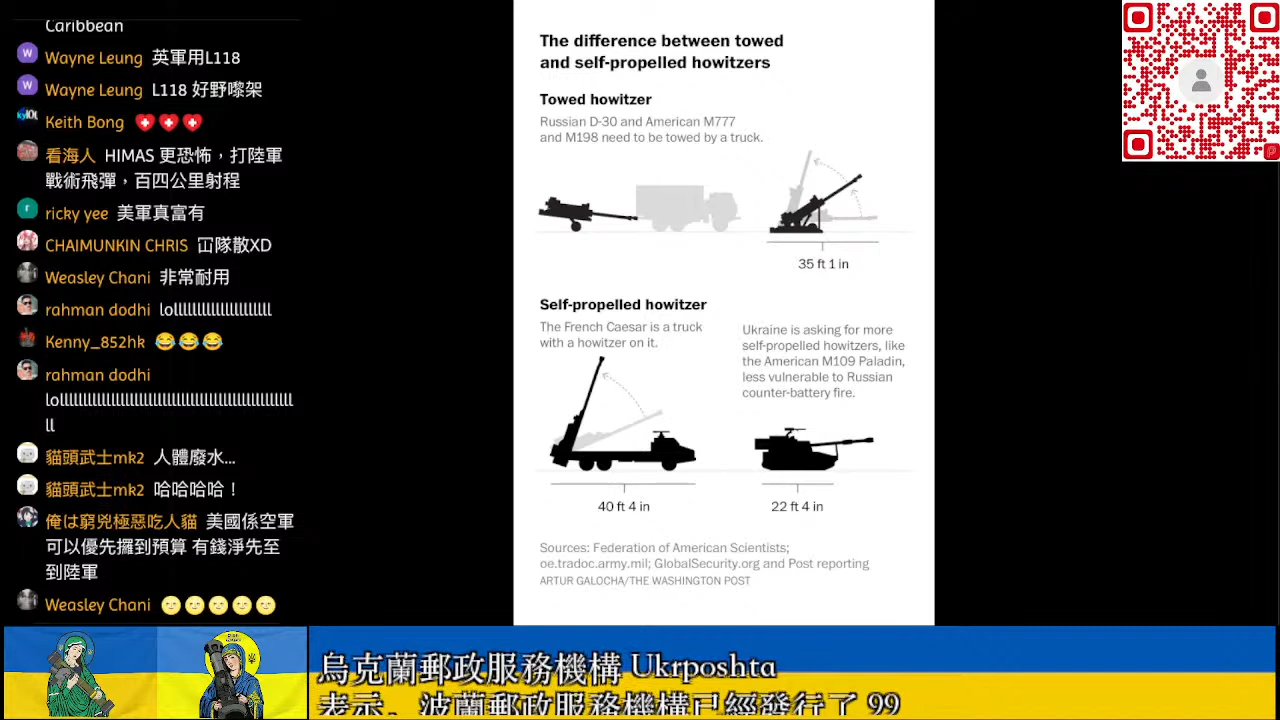 Caribbean
Wayne Leung 英軍用L118
Wayne Leung L118 好野嚟架
Keith Bong
看海人 HIMAS 更恐怖，打陸軍
戰術飛彈，百四公里射程
ricky yee 美軍真富有
CHAIMUNKIN CHRIS 冚隊散XD
Weasley Chani 非常耐用
rahman dodhi lolllllllllllllllllllll
Kenny_852hk 😂😂😂
rahman dodhi
lolllllllllllllllllllllllllllllllllllllllllllllllll
ll
貓頭武士mk2 人體廢水...
貓頭武士mk2 哈哈哈哈！
俺は窮兇極惡吃人貓 美國係空軍
可以優先攞到預算 有錢淨先至
到陸軍
Weasley Chani
The difference between towed
and self-propelled howitzers
Towed howitzer
Russian D-30 and American M777
and M198 need to be towed by a truck.
35 ft 1 in
Self-propelled howitzer
The French Caesar is a truck
with a howitzer on it.
Ukraine is asking for more
self-propelled howitzers, like
the American M109 Paladin,
less vulnerable to Russian
counter-battery fire.
40 ft 4 in
22 ft 4 in
Sources: Federation of American Scientists;
oe.tradoc.army.mil; GlobalSecurity.org and Post reporting
ARTUR GALOCHA/THE WASHINGTON POST
烏克蘭郵政服務機構 Ukrposhta
表示，波蘭郵政服務機構已經發行了 99